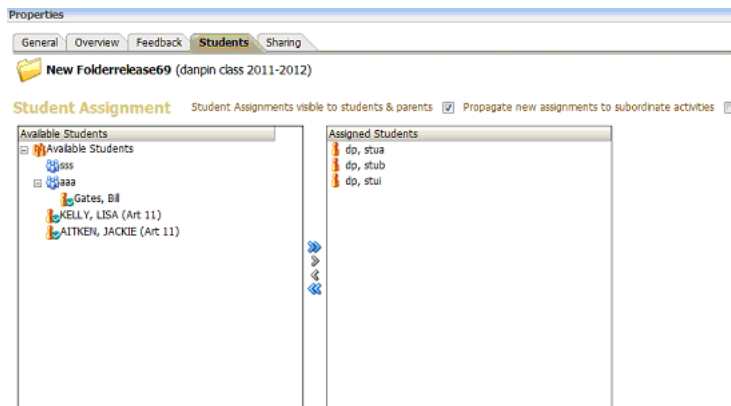 Properties
General Overview Feedback Students Sharing
New Folderrelease69 (danpin class 2011-2012)
Student Assignment Student Assignments visible to students & parents Propagate new assignments to subordinate activities
Available Students Assigned Students
Available Students dp, stua
sss dp, stub
aaa dp, stui
Gates, Bill
KELLY, LISA (Art 11)
AITKEN, JACKIE (Art 11)